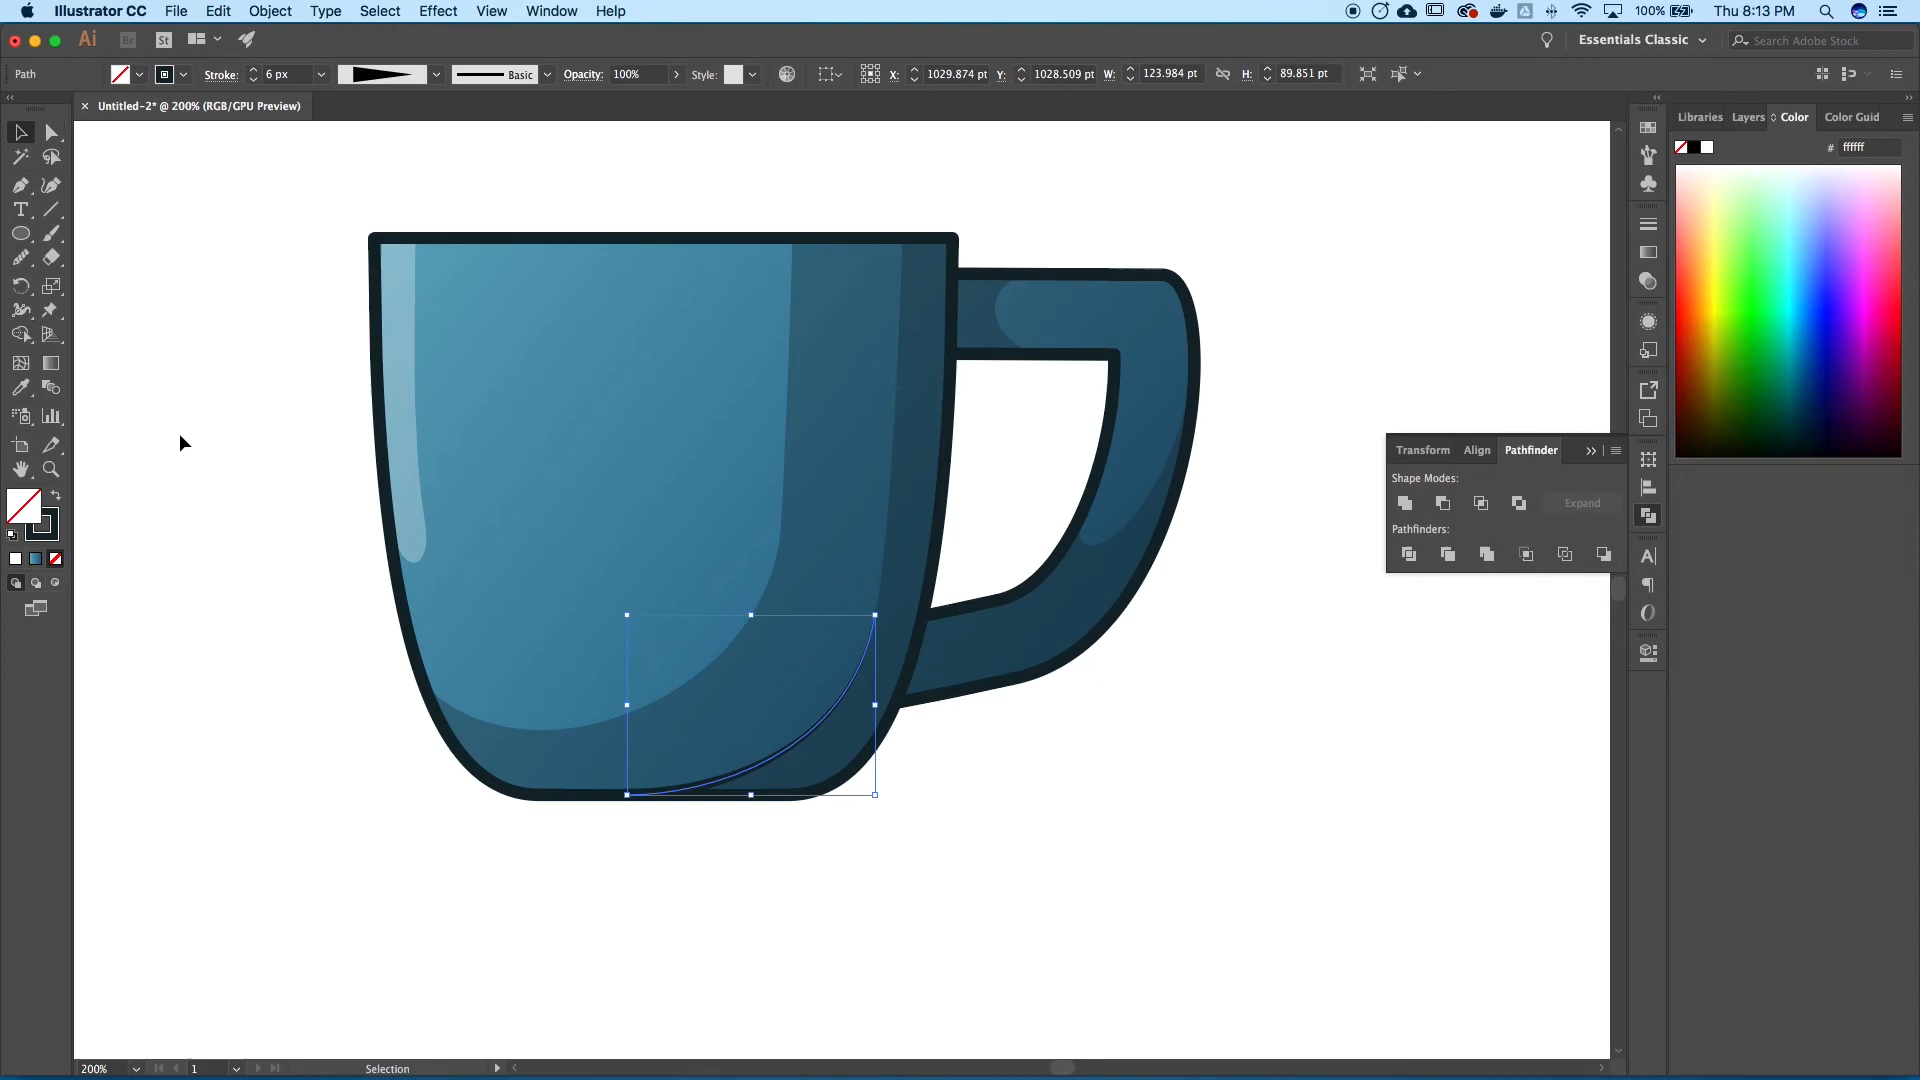 Illustrator CC File Edit Object Type Select Effect View Window Help 100% Thu 8:13 PM
Ai Br St Essentials Classic Search Adobe Stock
Path Stroke: 6 px Basic Opacity: 100% Style: X: 1029.874 pt Y: 1028.509 pt W: 123.984 pt H: 89.851 pt
× Untitled-2* @ 200% (RGB/GPU Preview)
Libraries Layers Color Color Guid
# ffffff
Transform Align Pathfinder
Shape Modes:
Expand
Pathfinders:
200% 1 Selection